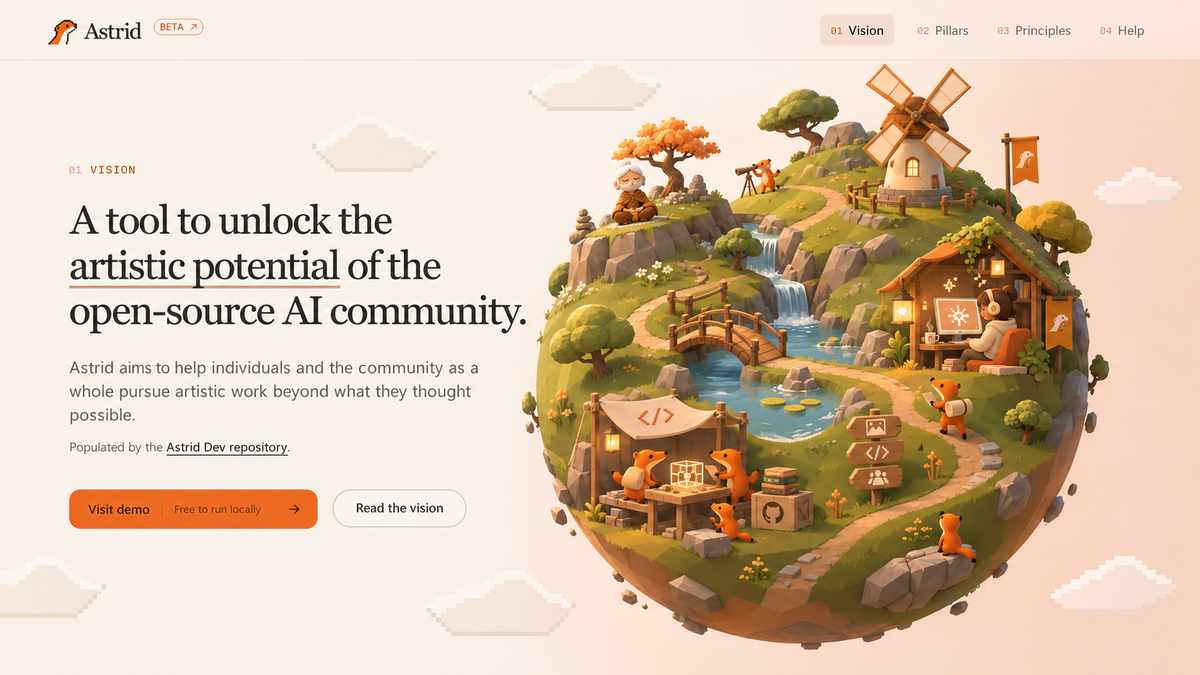 Astrid
BETA ↗
01 Vision
02 Pillars
03 Principles
04 Help
01 VISION
A tool to unlock the
artistic potential of the
open-source AI community.
Astrid aims to help individuals and the community as a
whole pursue artistic work beyond what they thought
possible.
Populated by the Astrid Dev repository.
Visit demo
Free to run locally →
Read the vision
</>
</>